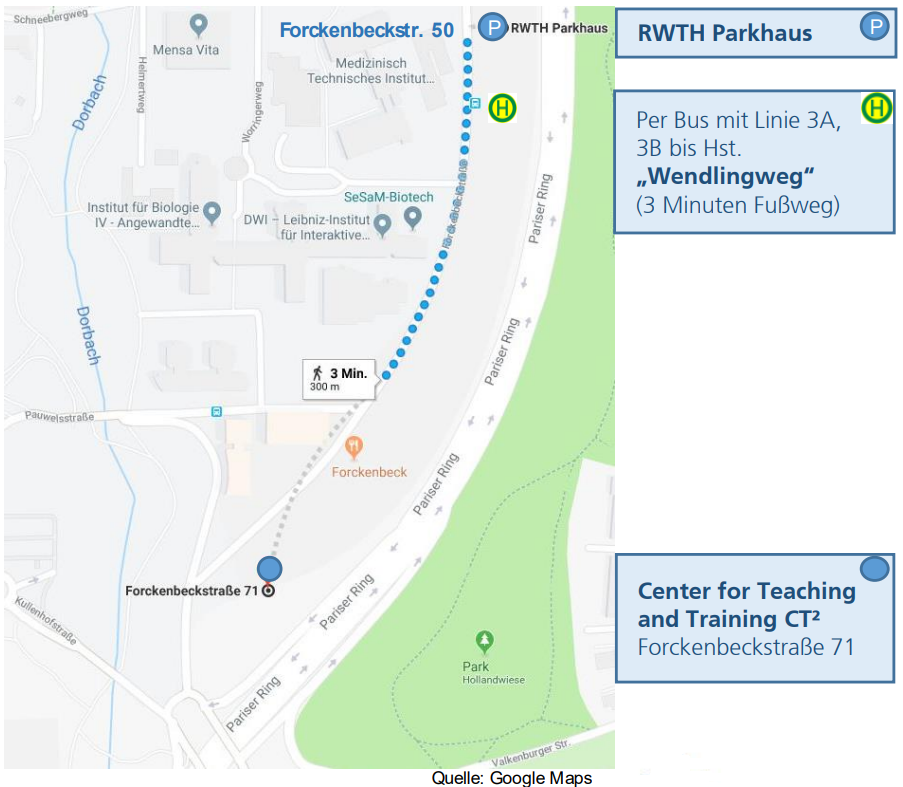 Schneebergweg
Mensa Vita
Forckenbeckstr. 50
P
RWTH Parkhaus
Medizinisch
Technisches Institut...
Dorbach
Helmertweg
Worringerweg
H
Pariser Ring
Forckenbeckstraße
SeSaM-Biotech
Institut für Biologie
IV - Angewandte...
DWI – Leibniz-Institut
für Interaktive...
Dorbach
Pariser Ring
3 Min.
300 m
Pauwelsstraße
Forckenbeck
Pariser Ring
Forckenbeckstraße 71
Pariser Ring
Kullenhofstraße
Park
Hollandwiese
Pariser Ring
Valkenburger Str.
Quelle: Google Maps
RWTH Parkhaus
P
Per Bus mit Linie 3A,
H
3B bis Hst.
„Wendlingweg“
(3 Minuten Fußweg)
Center for Teaching
and Training CT²
Forckenbeckstraße 71